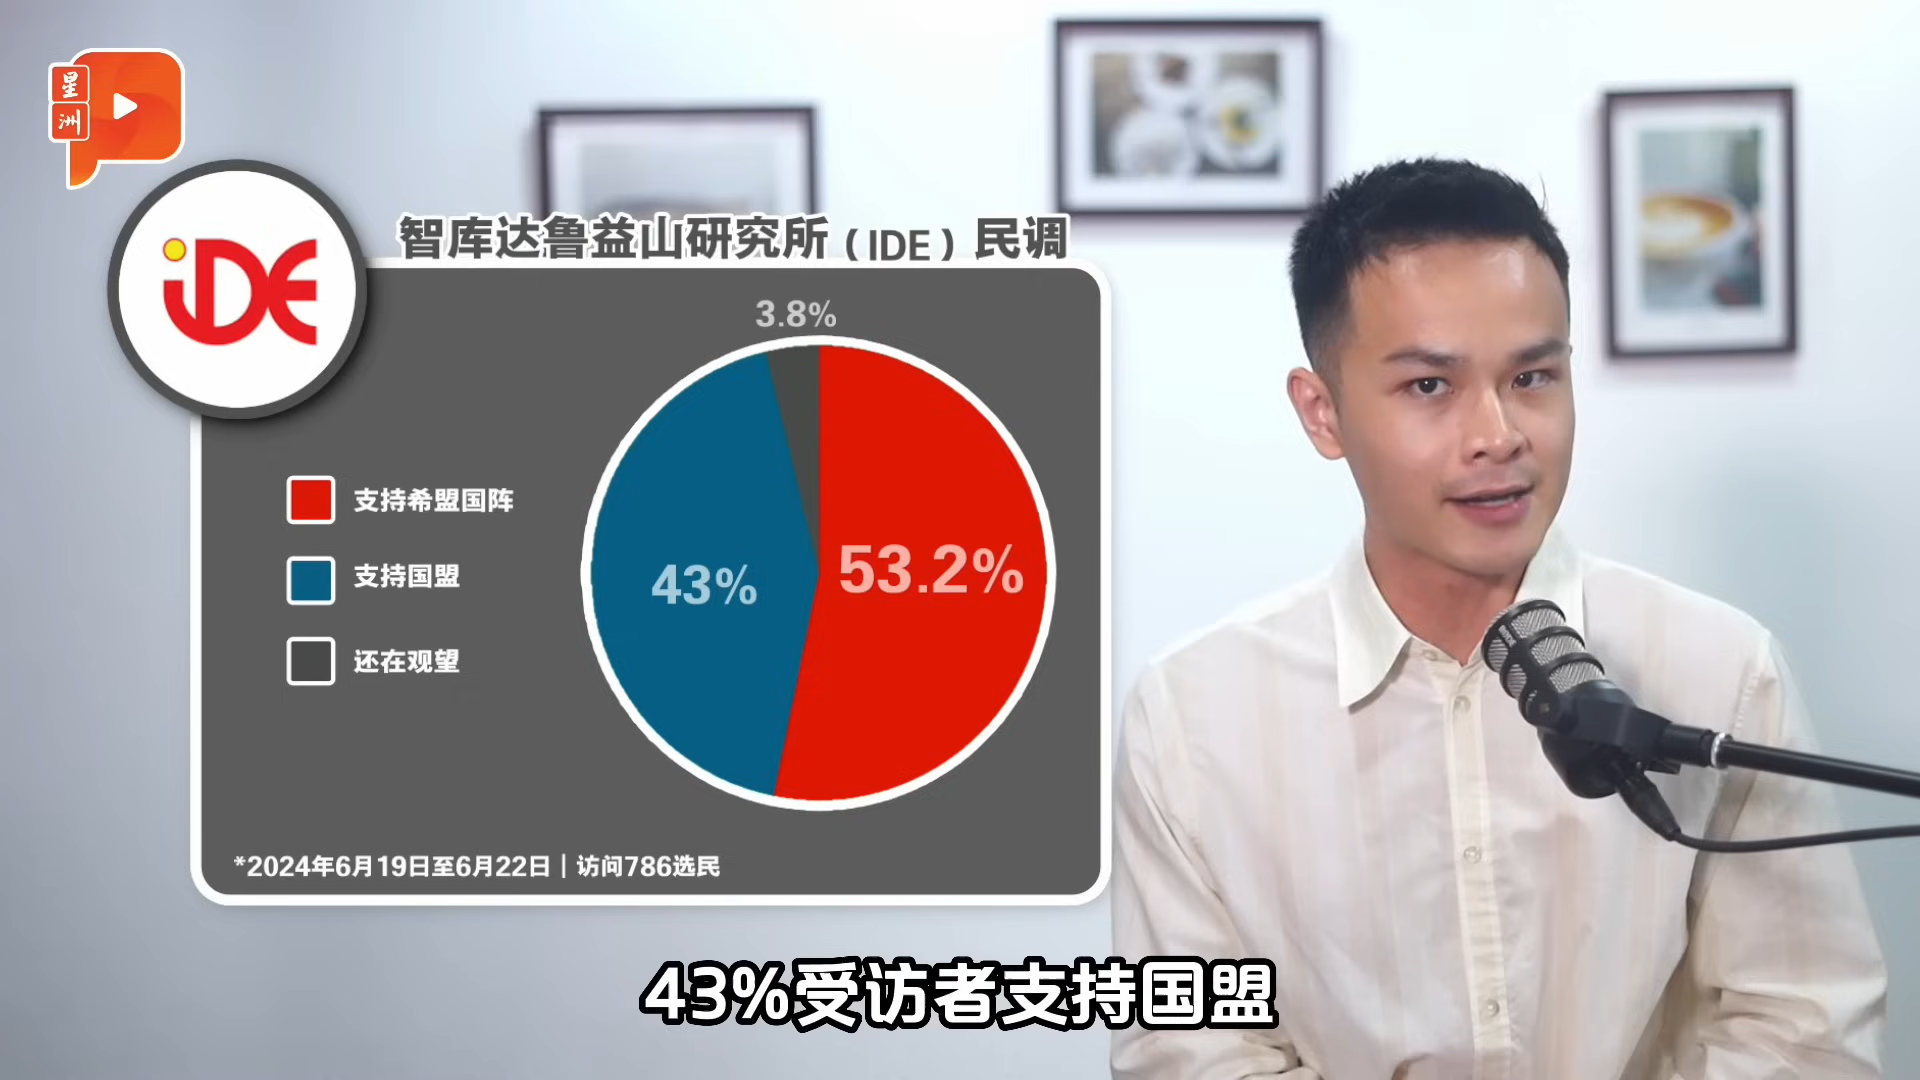 星
洲
iDE
智库达鲁益山研究所（IDE）民调
3.8%
53.2%
43%
支持希盟国阵
支持国盟
还在观望
*2024年6月19日至6月22日｜访问786选民
43%受访者支持国盟